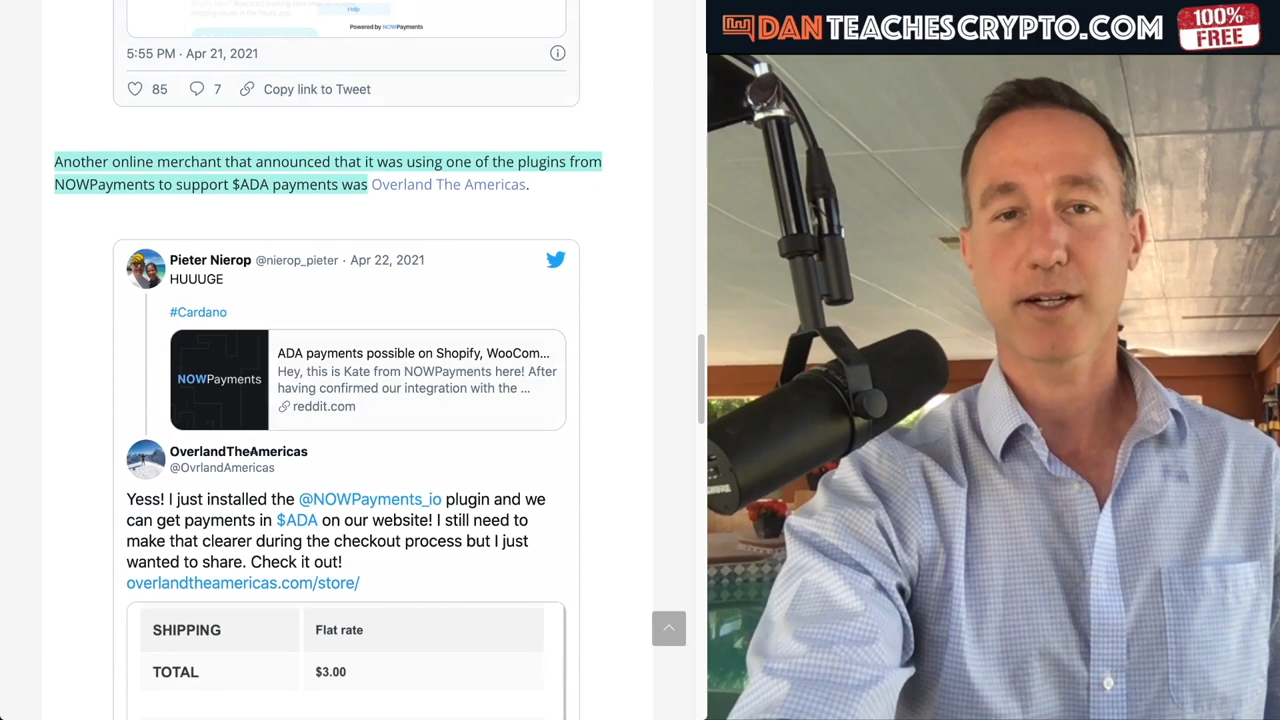 Help
Powered by NOWPayments
5:55 PM · Apr 21, 2021
85 7 Copy link to Tweet
Another online merchant that announced that it was using one of the plugins from
NOWPayments to support $ADA payments was Overland The Americas.
Pieter Nierop @nierop_pieter · Apr 22, 2021
HUUUGE
#Cardano
NOWPayments
ADA payments possible on Shopify, WooCom...
Hey, this is Kate from NOWPayments here! After
having confirmed our integration with the ...
reddit.com
OverlandTheAmericas
@OvrlandAmericas
Yess! I just installed the @NOWPayments_io plugin and we
can get payments in $ADA on our website! I still need to
make that clearer during the checkout process but I just
wanted to share. Check it out!
overlandtheamericas.com/store/
SHIPPING Flat rate
TOTAL $3.00
DANTEACHESCRYPTO.COM
100%
FREE